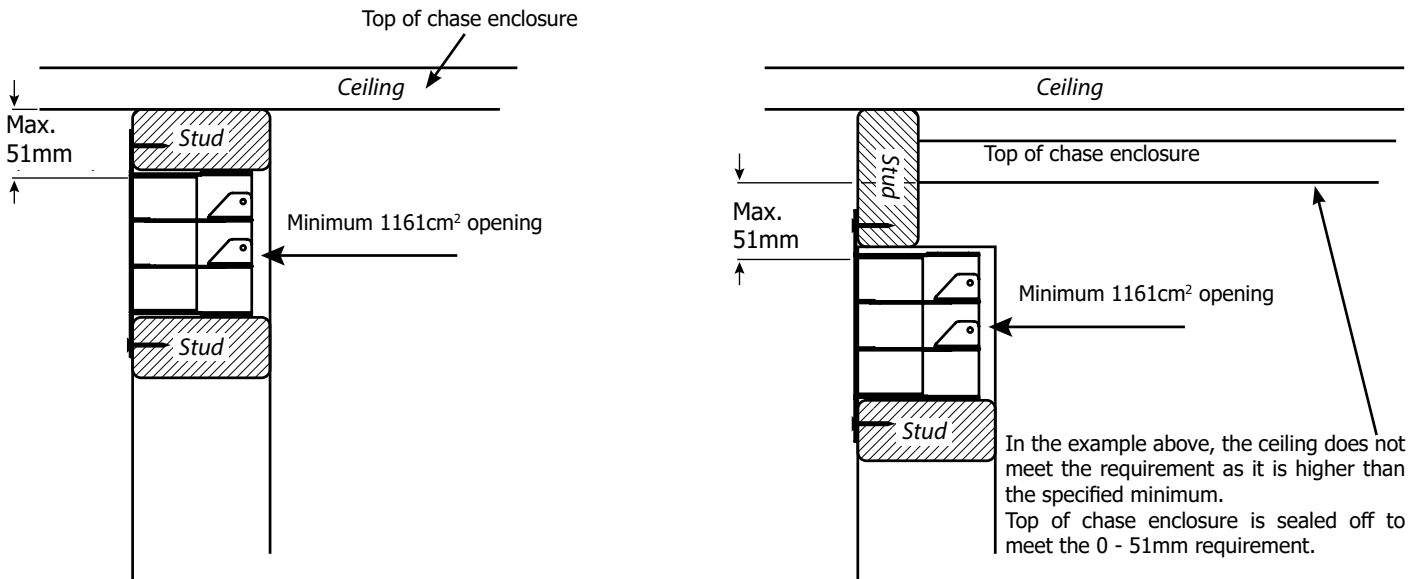 Top of chase enclosure
Ceiling
Max.
51mm
Stud
Minimum 1161cm² opening
Stud
Ceiling
Top of chase enclosure
Stud
Max.
51mm
Minimum 1161cm² opening
Stud
In the example above, the ceiling does not
meet the requirement as it is higher than
the specified minimum.
Top of chase enclosure is sealed off to
meet the 0 - 51mm requirement.